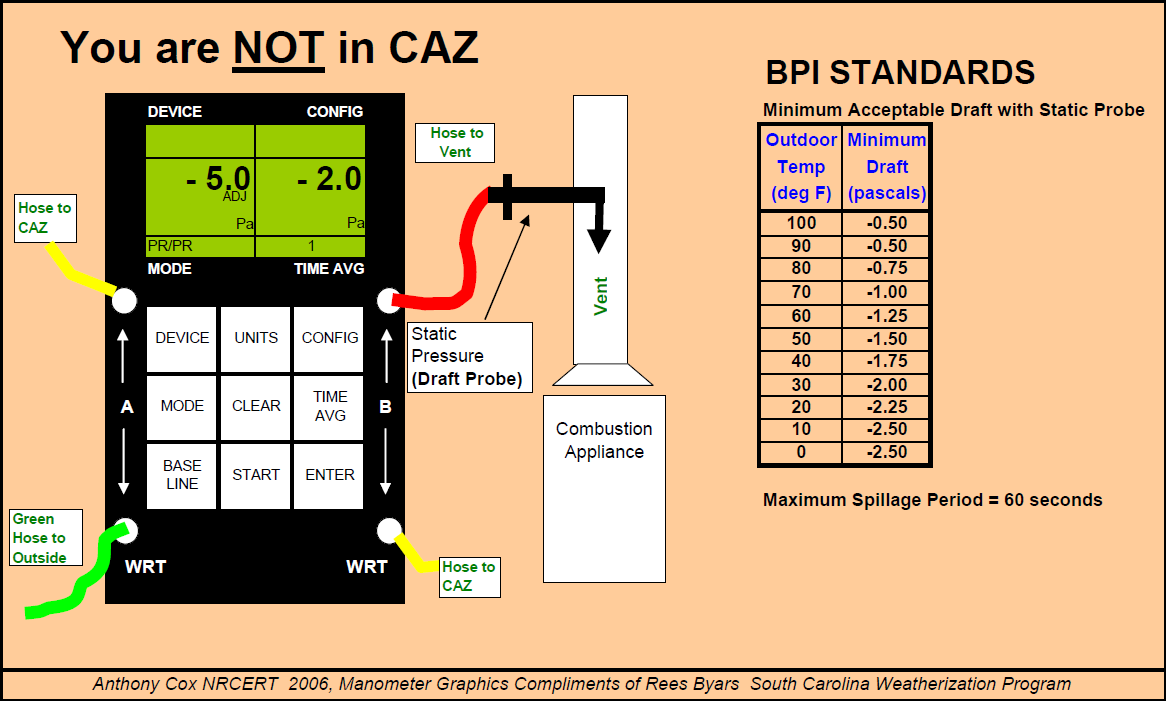 You are NOT in CAZ
DEVICE CONFIG
- 5.0 - 2.0
ADJ
Pa Pa
PR/PR 1
MODE TIME AVG
Hose to
CAZ
Hose to
Vent
DEVICE UNITS CONFIG
MODE CLEAR TIME
AVG
BASE
LINE START ENTER
A B
Green
Hose to
Outside
WRT WRT
Hose to
CAZ
Static
Pressure
(Draft Probe)
Vent
Combustion
Appliance
BPI STANDARDS
Minimum Acceptable Draft with Static Probe
Outdoor Minimum
Temp Draft
(deg F) (pascals)
100 -0.50
90 -0.50
80 -0.75
70 -1.00
60 -1.25
50 -1.50
40 -1.75
30 -2.00
20 -2.25
10 -2.50
0 -2.50
Maximum Spillage Period = 60 seconds
Anthony Cox NRCERT 2006, Manometer Graphics Compliments of Rees Byars South Carolina Weatherization Program